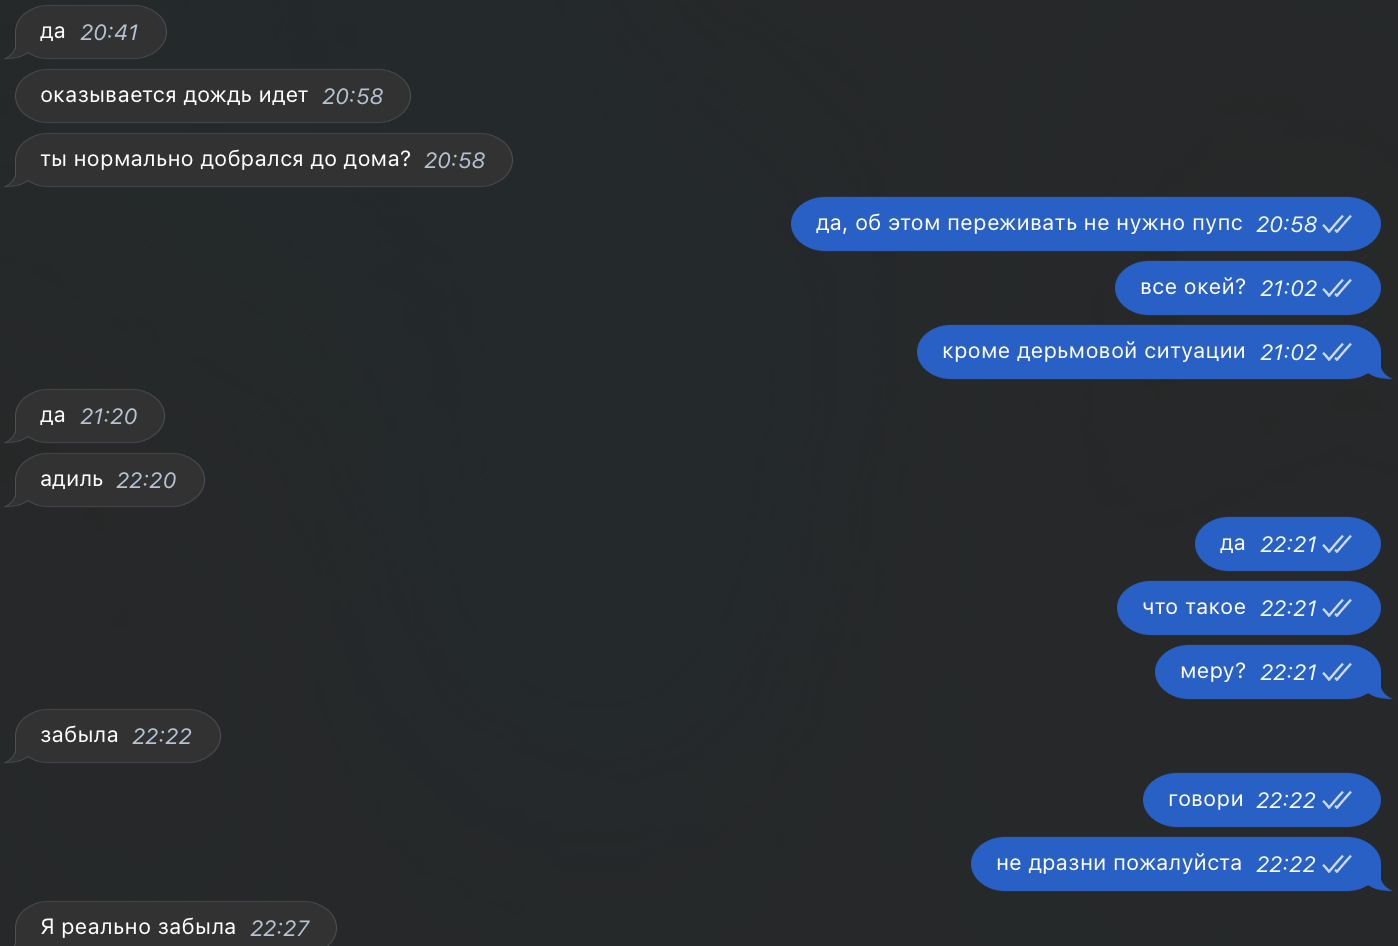 да 20:41
оказывается дождь идет 20:58
ты нормально добрался до дома? 20:58
да, об этом переживать не нужно пупс 20:58
все окей? 21:02
кроме дерьмовой ситуации 21:02
да 21:20
адиль 22:20
да 22:21
что такое 22:21
меру? 22:21
забыла 22:22
говори 22:22
не дразни пожалуйста 22:22
Я реально забыла 22:27